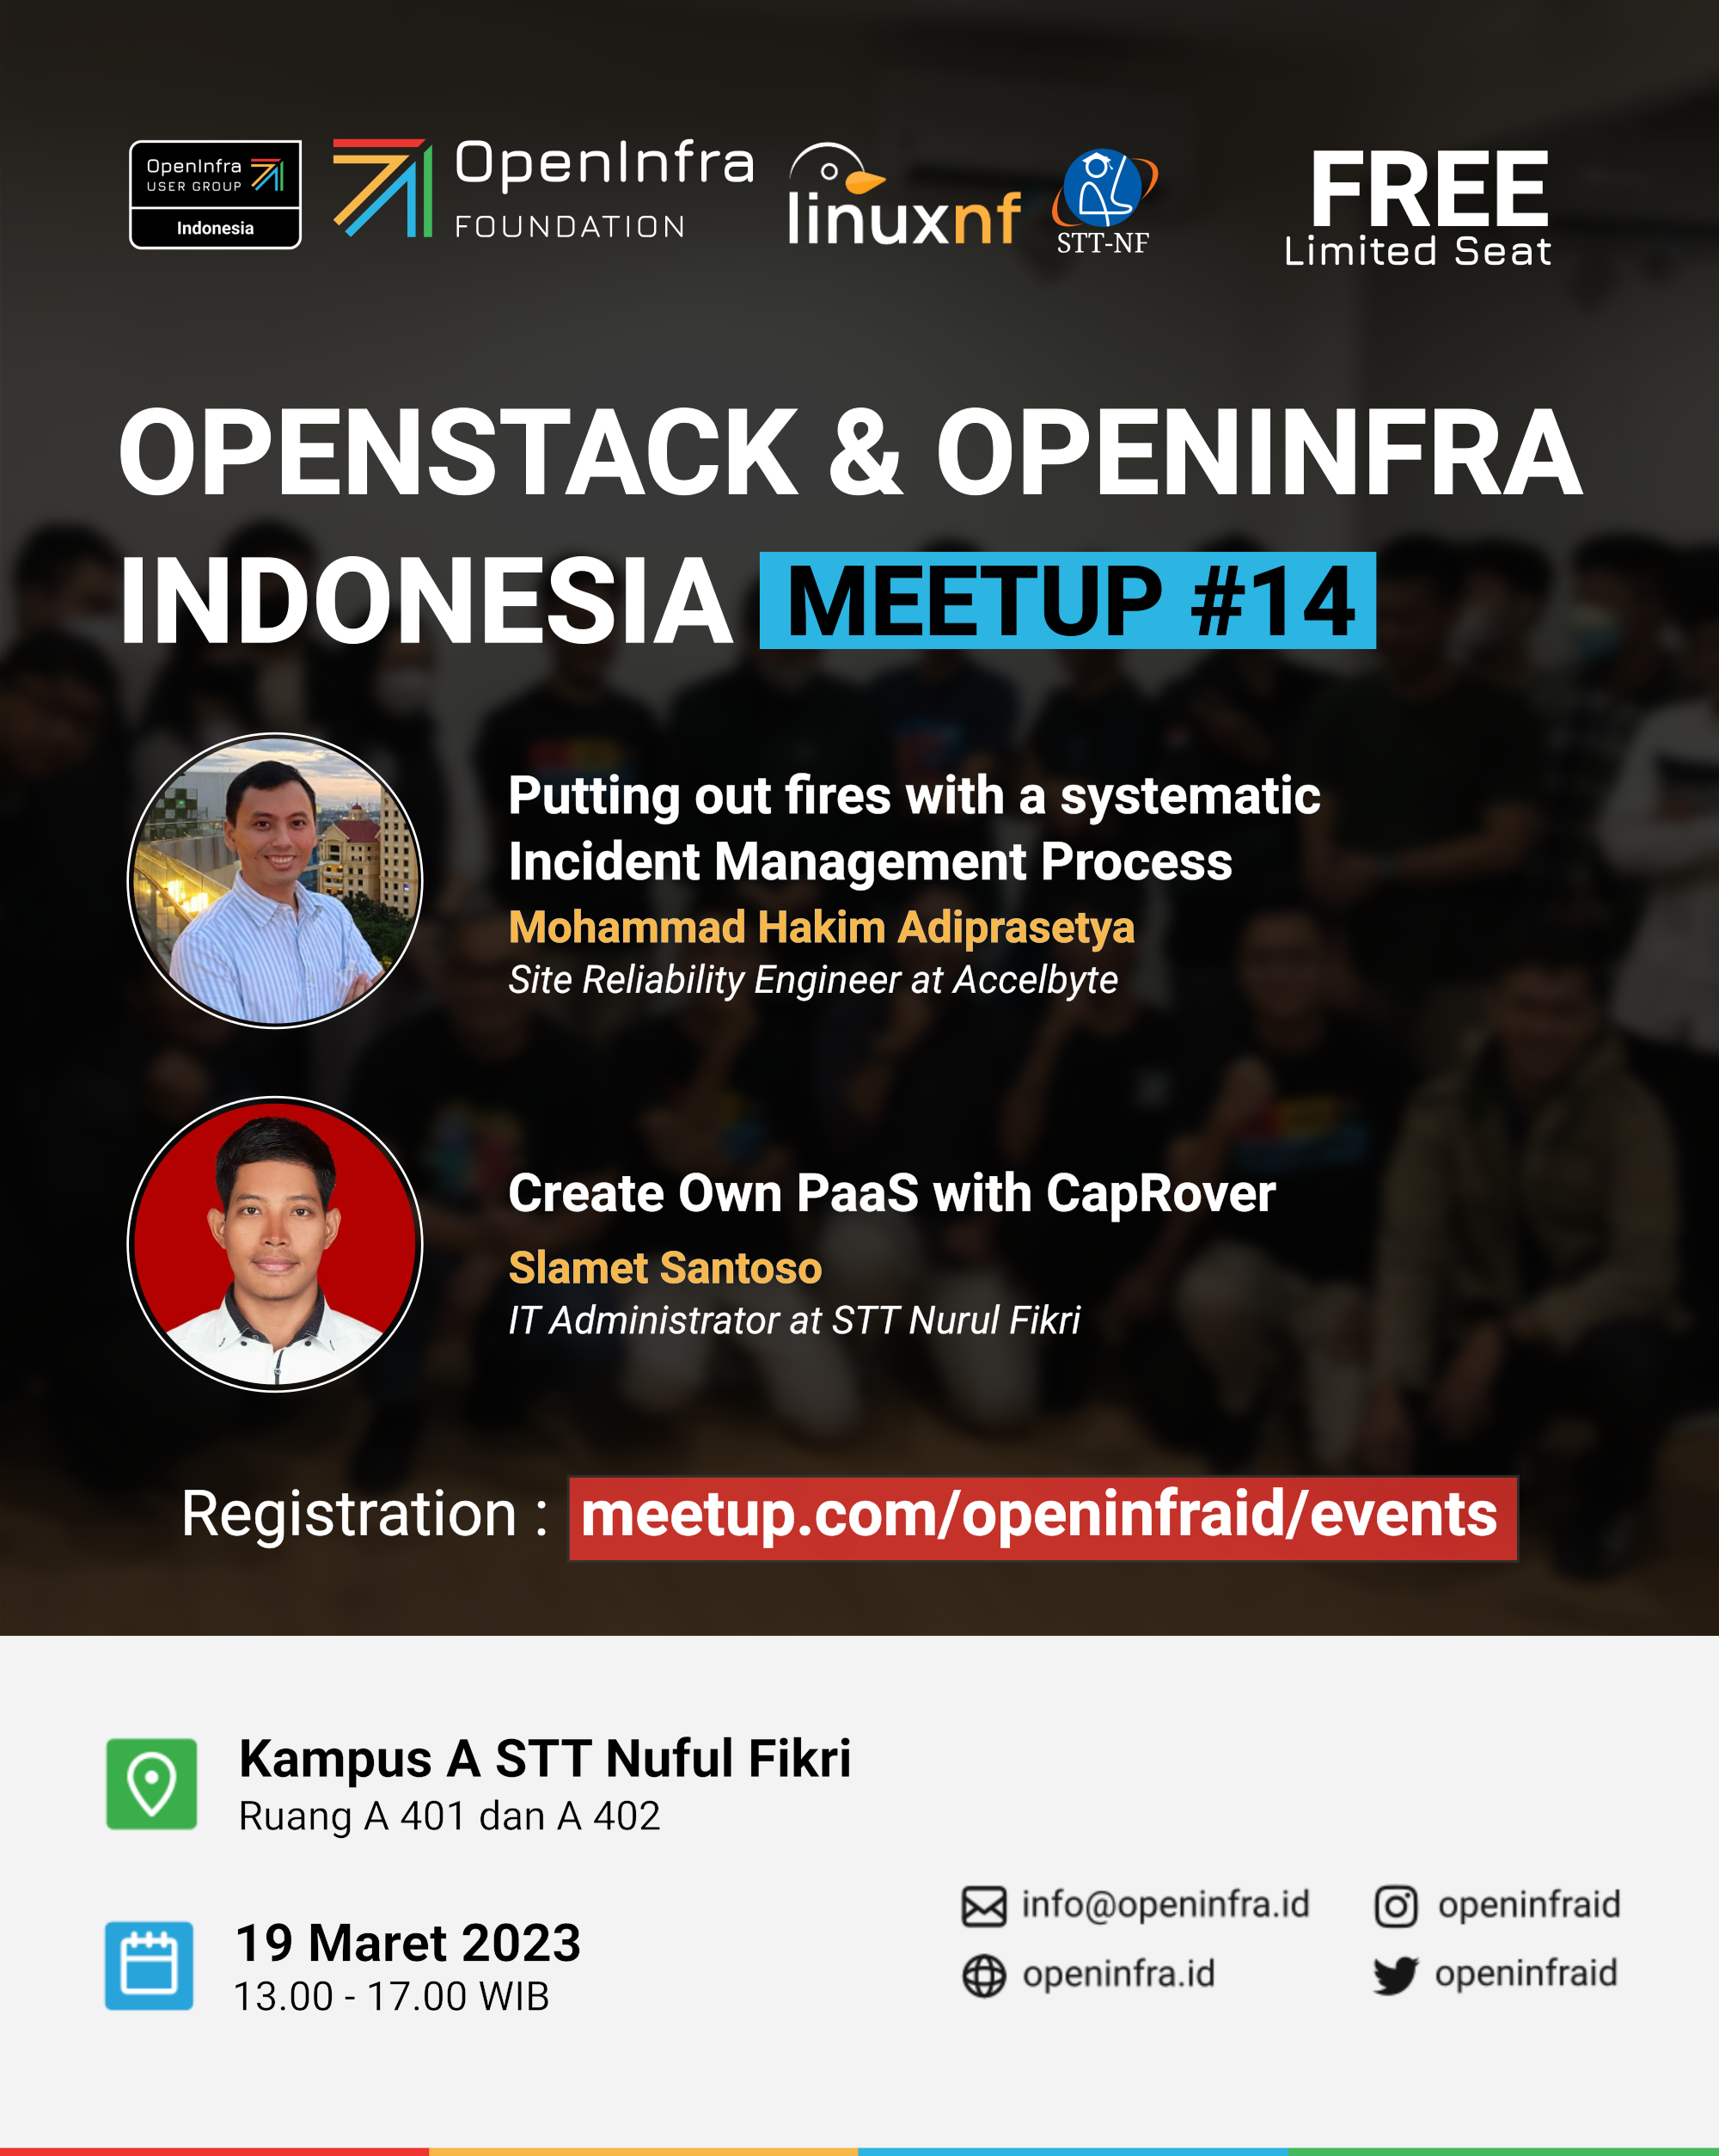 OpenInfra
USER GROUP
Indonesia
OpenInfra
FOUNDATION
linuxnf
STT-NF
FREE
Limited Seat
OPENSTACK & OPENINFRA
INDONESIA MEETUP #14
Putting out fires with a systematic
Incident Management Process
Mohammad Hakim Adiprasetya
Site Reliability Engineer at Accelbyte
Create Own PaaS with CapRover
Slamet Santoso
IT Administrator at STT Nurul Fikri
Registration : meetup.com/openinfraid/events
Kampus A STT Nuful Fikri
Ruang A 401 dan A 402
19 Maret 2023
13.00 - 17.00 WIB
info@openinfra.id
openinfraid
openinfra.id
openinfraid